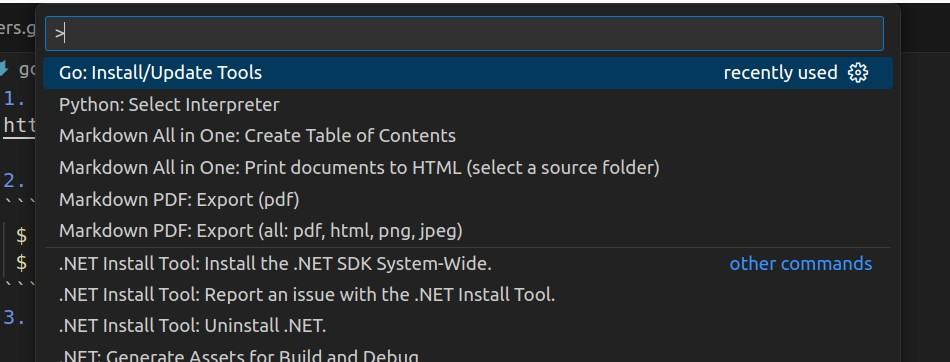 ers.g
>
go
Go: Install/Update Tools recently used
1.
Python: Select Interpreter
htt
Markdown All in One: Create Table of Contents
Markdown All in One: Print documents to HTML (select a source folder)
2.
Markdown PDF: Export (pdf)
```
Markdown PDF: Export (all: pdf, html, png, jpeg)
$
.NET Install Tool: Install the .NET SDK System-Wide. other commands
$
.NET Install Tool: Report an issue with the .NET Install Tool.
```
.NET Install Tool: Uninstall .NET.
3.
.NET: Generate Assets for Build and Debug